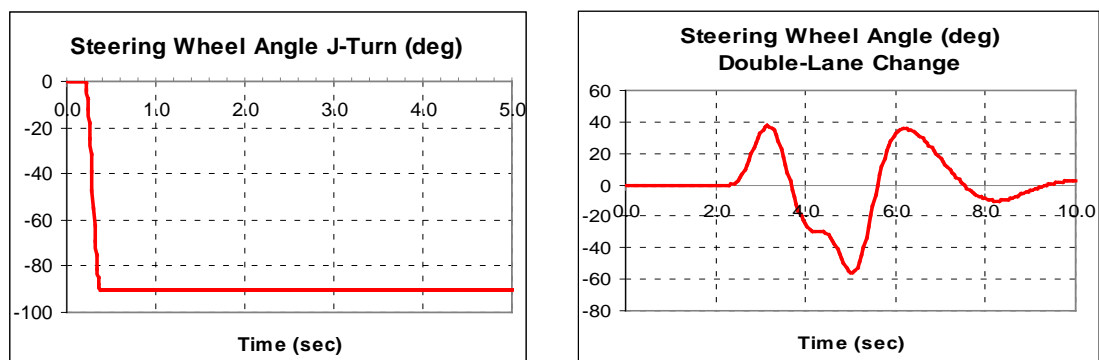 Steering Wheel Angle J-Turn (deg)
0
0.0 1.0 2.0 3.0 4.0 5.0
-20
-40
-60
-80
-100
Time (sec)
Steering Wheel Angle (deg)
Double-Lane Change
60
40
20
0
0.0 2.0 4.0 6.0 8.0 10.0
-20
-40
-60
-80
Time (sec)